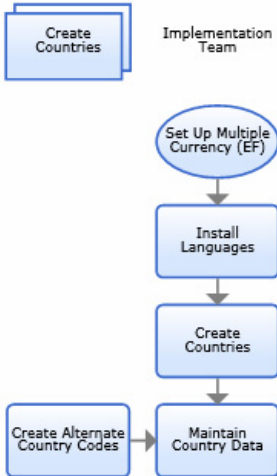 Create
Countries
Implementation
Team
Set Up Multiple
Currency (EF)
Install
Languages
Create
Countries
Create Alternate
Country Codes
Maintain
Country Data